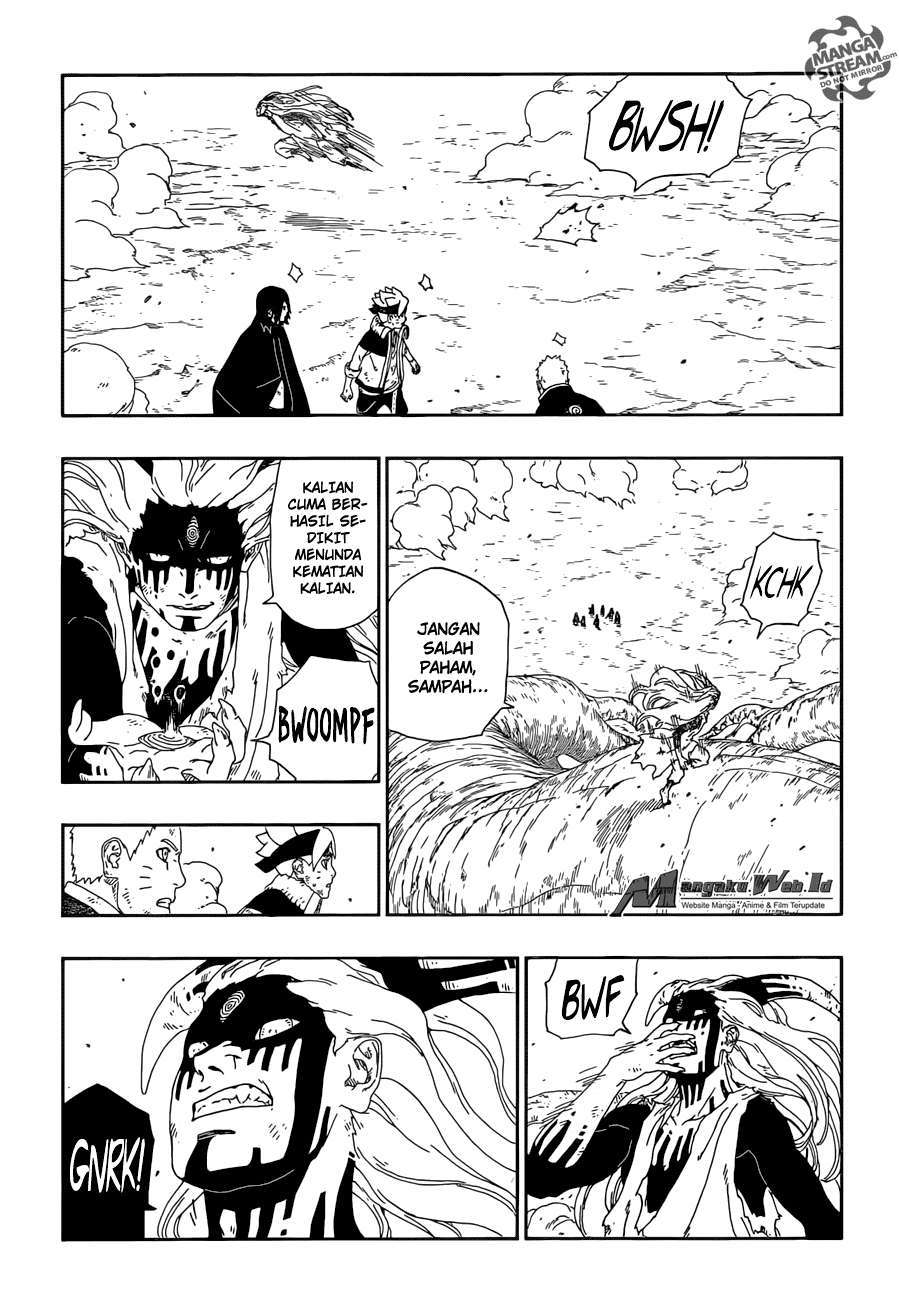 MANGA
STREAM.com
DO NOT MIRROR
BWSH!
KCHK
JANGAN
SALAH
PAHAM,
SAMPAH...
KALIAN
CUMA BER-
HASIL SE-
DIKIT
MENUNDA
KEMATIAN
KALIAN.
BWOOMPF
Mangaku.Web.Id
Website Manga - Anime & Film Terupdate
BWF
GNRK!